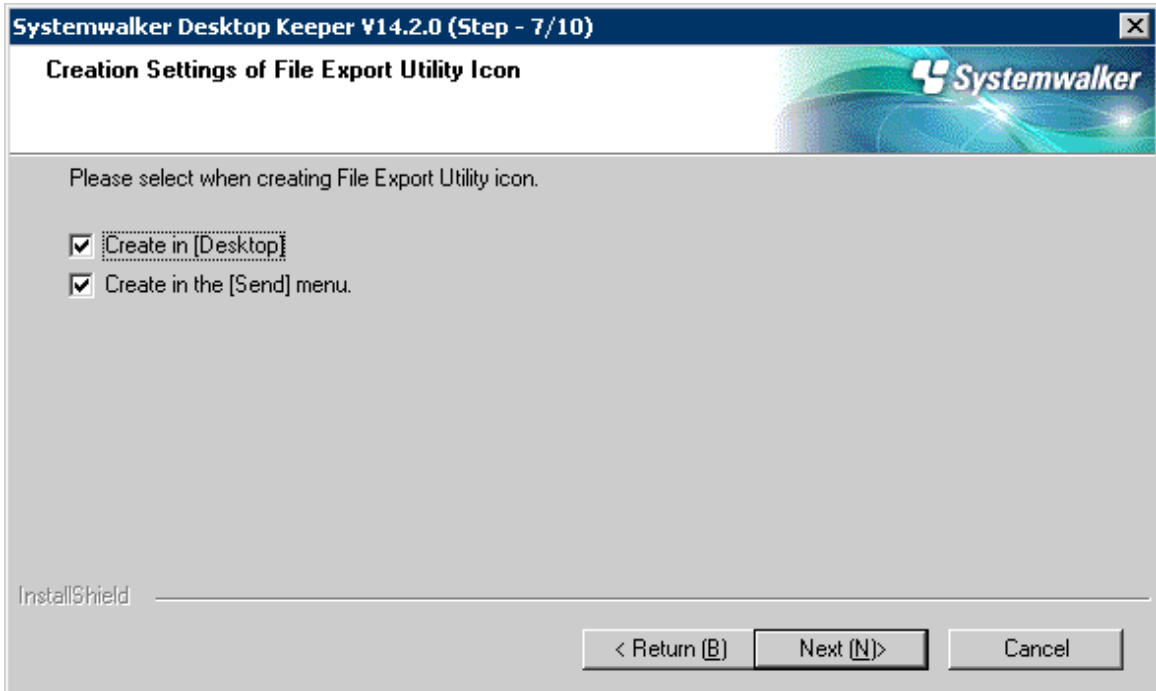 Systemwalker Desktop Keeper V14.2.0 (Step - 7/10)
Creation Settings of File Export Utility Icon
Systemwalker
Please select when creating File Export Utility icon.
Create in [Desktop]
Create in the [Send] menu.
InstallShield
< Return (B)
Next (N)>
Cancel